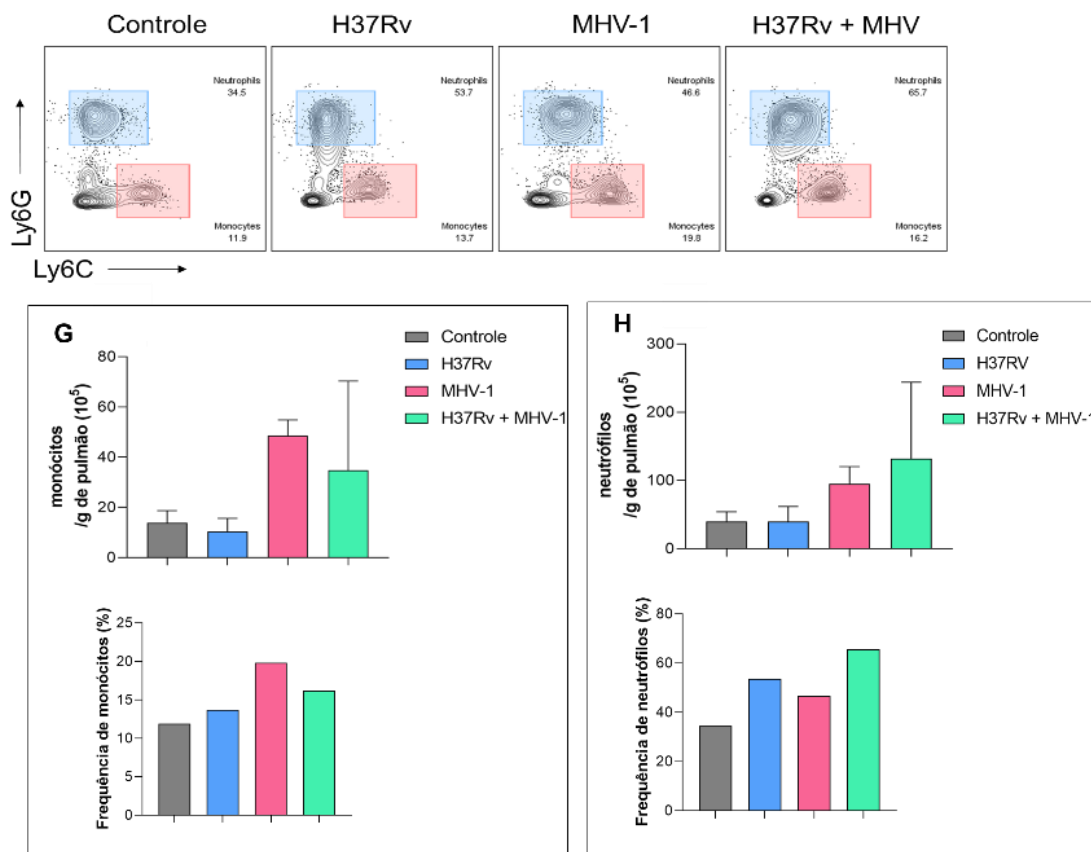 Controle
H37Rv
MHV-1
H37Rv + MHV
Ly6G
Neutrophils
34.5
Monocytes
11.9
Neutrophils
53.7
Monocytes
13.7
Neutrophils
46.6
Monocytes
19.8
Neutrophils
65.7
Monocytes
16.2
Ly6C
G
Controle
H37Rv
MHV-1
H37Rv + MHV-1
monócitos
/g de pulmão (10⁵)
80
60
40
20
0
Frequência de monócitos (%)
25
20
15
10
5
0
H
Controle
H37RV
MHV-1
H37Rv + MHV-1
neutrófilos
/g de pulmão (10⁵)
300
200
100
0
Frequência de neutrófilos (%)
80
60
40
20
0